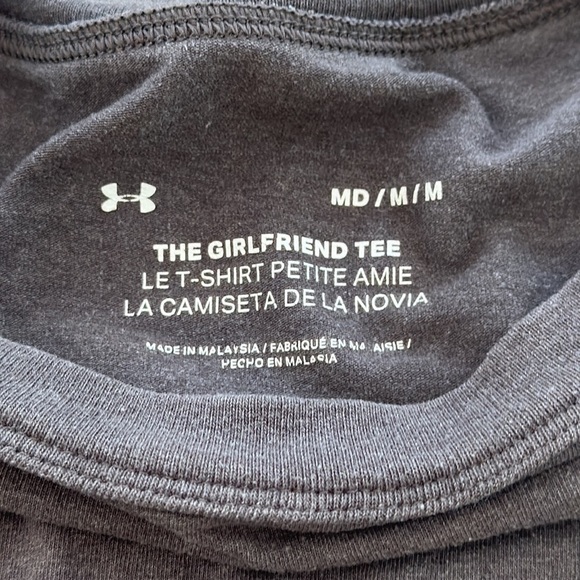 MD / M / M
THE GIRLFRIEND TEE
LE T-SHIRT PETITE AMIE
LA CAMISETA DE LA NOVIA
MADE IN MALAYSIA / FABRIQUÉ EN MALAISIE /
HECHO EN MALASIA